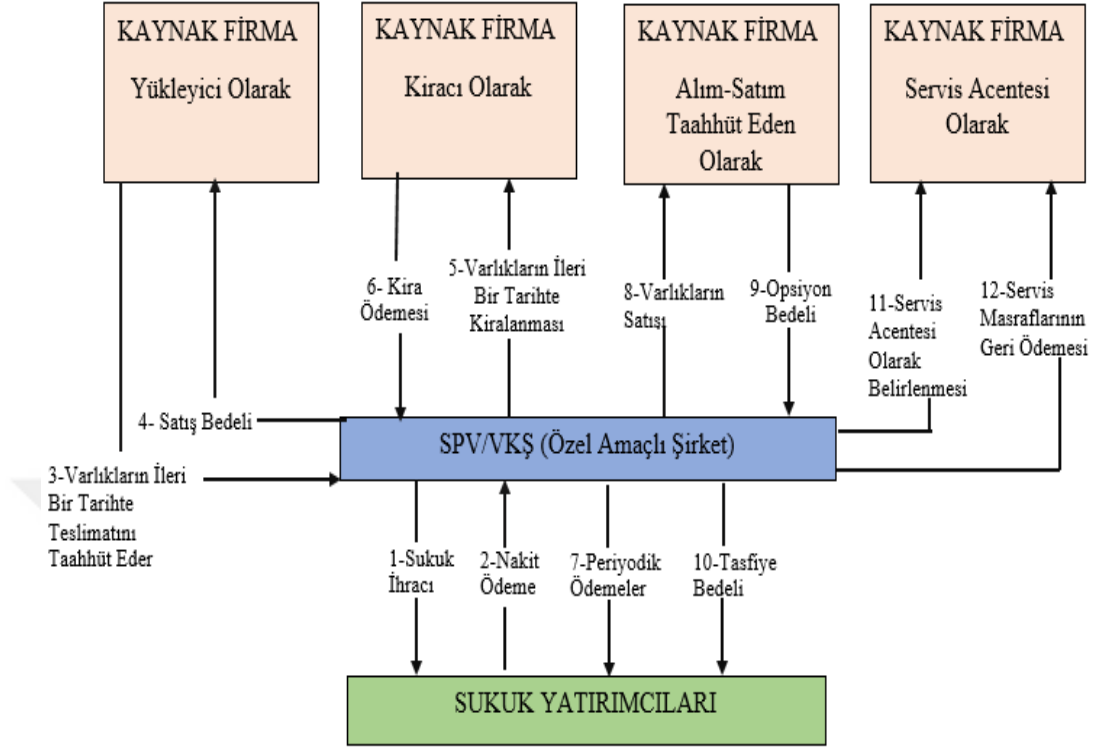 KAYNAK FİRMA
Yükleyici Olarak
KAYNAK FİRMA
Kiracı Olarak
KAYNAK FİRMA
Alım-Satım
Taahhüt Eden
Olarak
KAYNAK FİRMA
Servis Acentesi
Olarak
6- Kira
Ödemesi
5-Varlıkların İleri
Bir Tarihte
Kiralanması
8-Varlıkların
Satışı
9-Opsiyon
Bedeli
11-Servis
Acentesi
Olarak
Belirlenmesi
12-Servis
Masraflarının
Geri Ödemesi
4- Satış Bedeli
SPV/VKŞ (Özel Amaçlı Şirket)
3-Varlıkların İleri
Bir Tarihte
Teslimatını
Taahhüt Eder
1-Sukuk
İhracı
2-Nakit
Ödeme
7-Periyodik
Ödemeler
10-Tasfiye
Bedeli
SUKUK YATIRIMCILARI